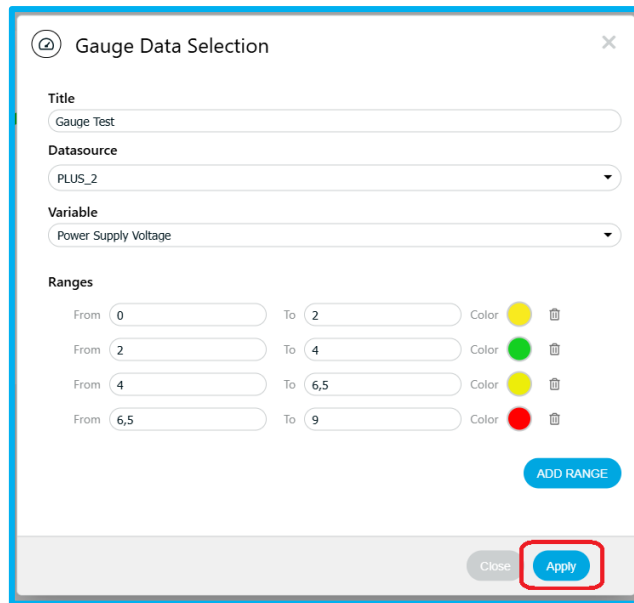 Gauge Data Selection
Title
Gauge Test
Datasource
PLUS_2
Variable
Power Supply Voltage
Ranges
From 0 To 2 Color
From 2 To 4 Color
From 4 To 6,5 Color
From 6,5 To 9 Color
ADD RANGE
Close Apply